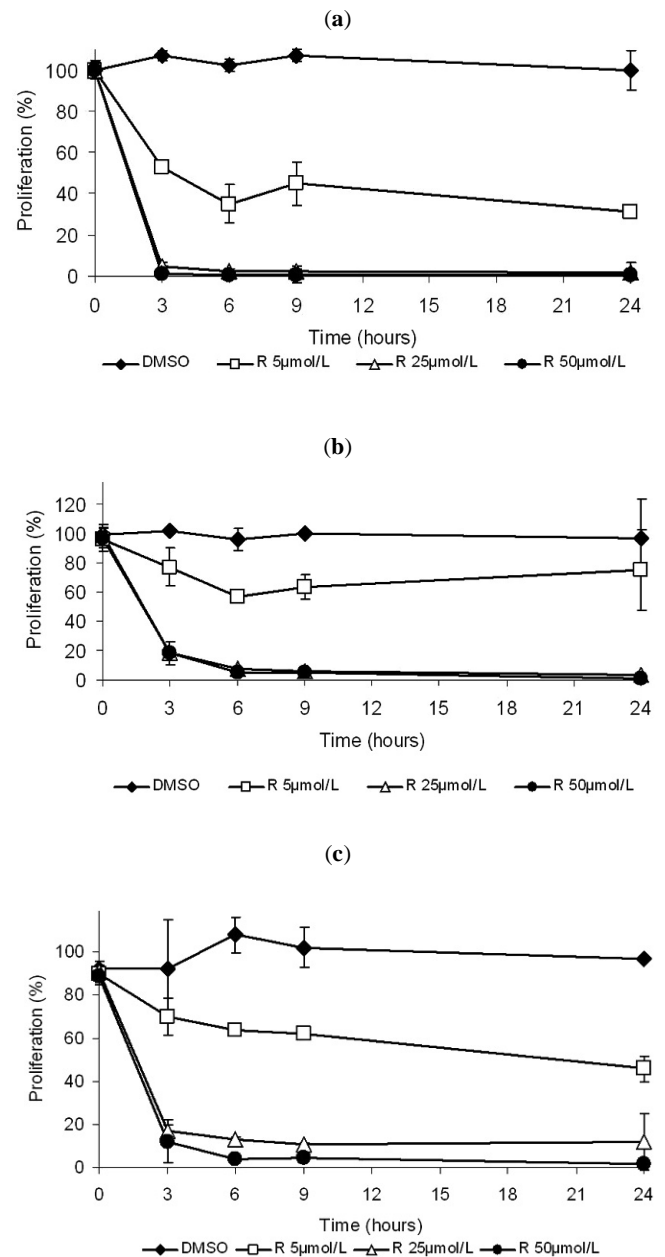 (a)
Proliferation (%)
100
80
60
40
20
0
0 3 6 9 12 15 18 21 24
Time (hours)
DMSO R 5µmol/L R 25µmol/L R 50µmol/L
(b)
Proliferation (%)
120
100
80
60
40
20
0
0 3 6 9 12 15 18 21 24
Time (hours)
DMSO R 5µmol/L R 25µmol/L R 50µmol/L
(c)
Proliferation (%)
100
80
60
40
20
0
0 3 6 9 12 15 18 21 24
Time (hours)
DMSO R 5µmol/L R 25µmol/L R 50µmol/L